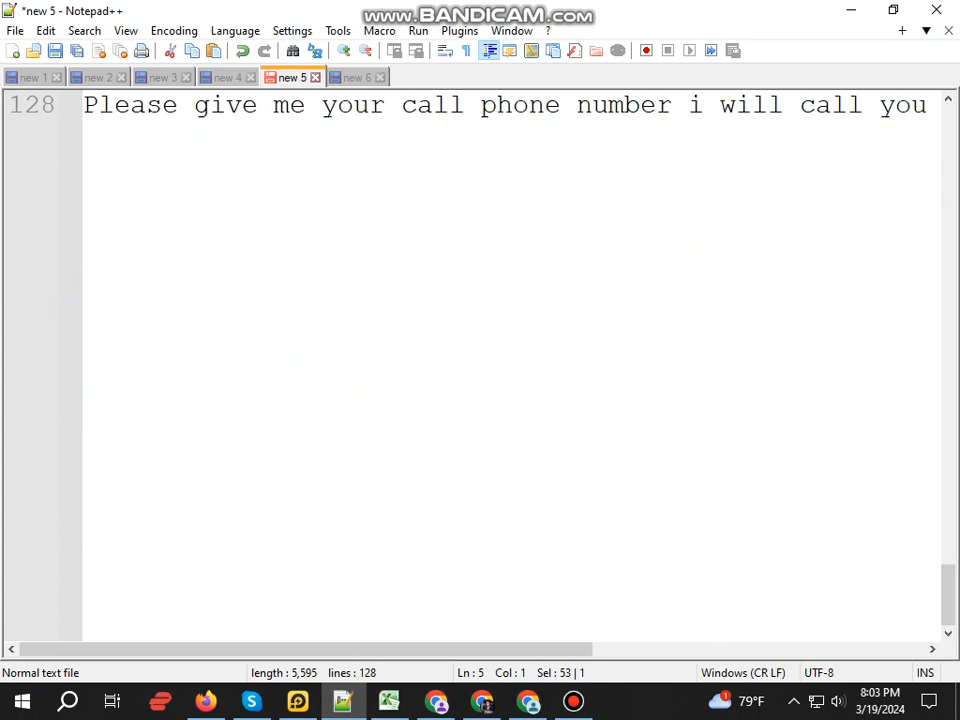 www.BANDICAM.com
*new 5 - Notepad++
File Edit Search View Encoding Language Settings Tools Macro Run Plugins Window ?
new 1 new 2 new 3 new 4 new 5 new 6
128 Please give me your call phone number i will call you
Normal text file length : 5,595 lines : 128 Ln : 5 Col : 1 Sel : 53 | 1 Windows (CR LF) UTF-8 INS
79°F
8:03 PM
3/19/2024